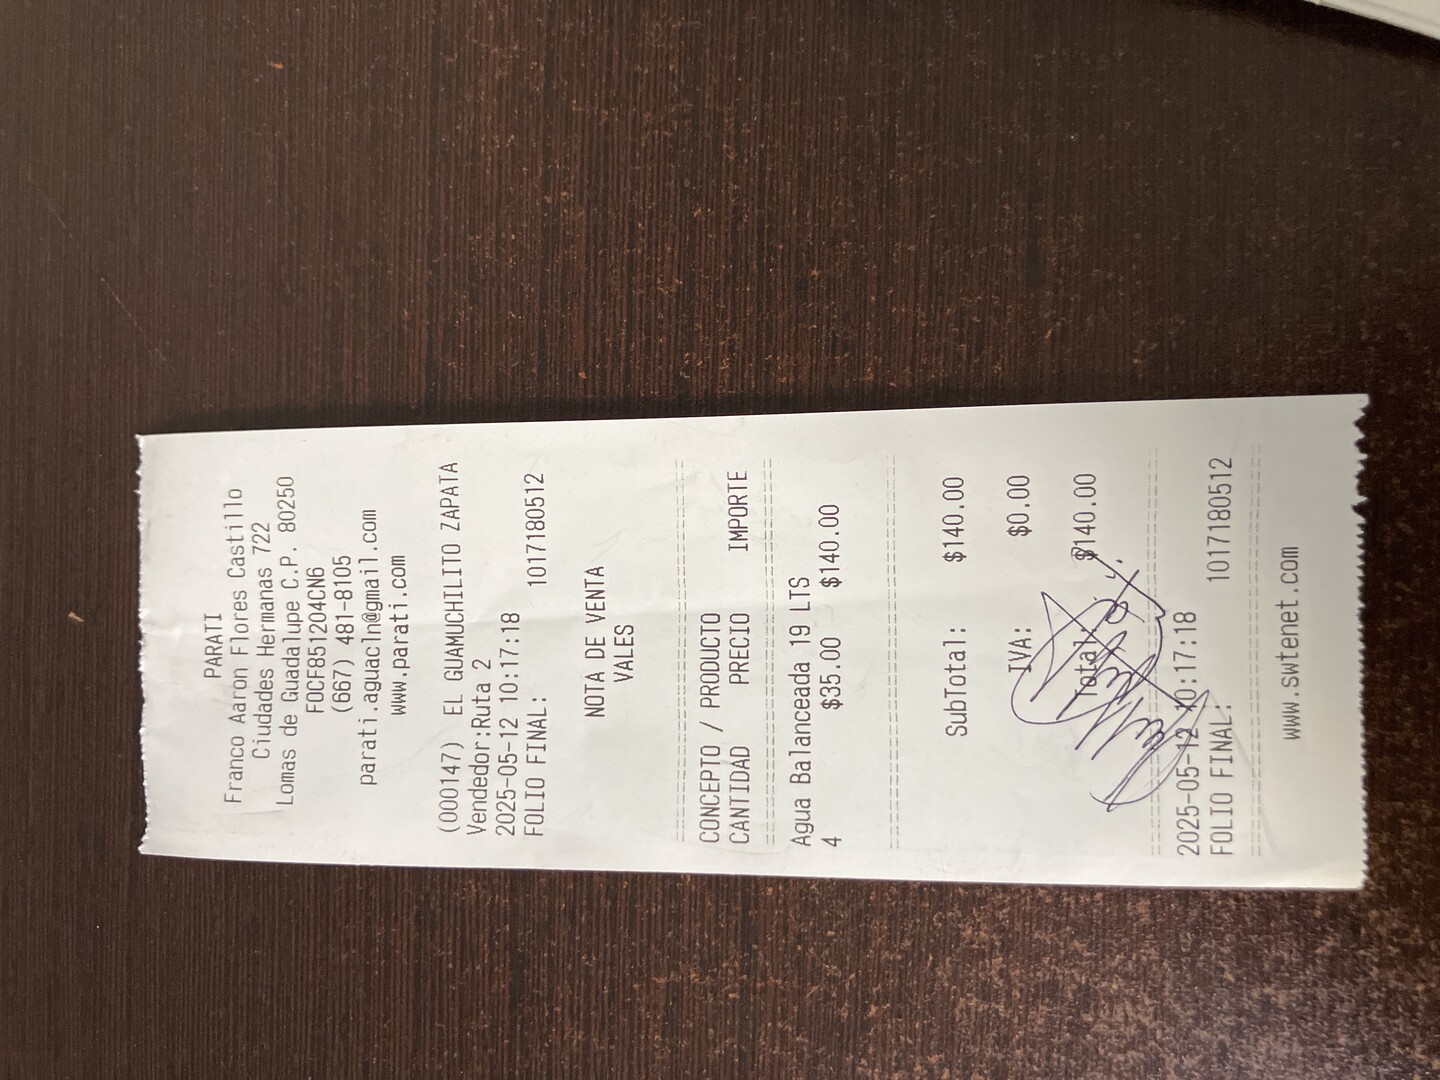 PARATI
Franco Aaron Flores Castillo
Ciudades Hermanas 722
Lomas de Guadalupe C.P. 80250
FOCF851204CN6
(667) 481-8105
parati.aguacln@gmail.com
www.parati.com
(000147) EL GUAMUCHILITO ZAPATA
Vendedor:Ruta 2
2025-05-12 10:17:18
FOLIO FINAL: 1017180512
NOTA DE VENTA
VALES
CONCEPTO / PRODUCTO
CANTIDAD PRECIO IMPORTE
Agua Balanceada 19 LTS
4 $35.00 $140.00
SubTotal: $140.00
IVA: $0.00
Total: $140.00
2025-05-12 10:17:18
FOLIO FINAL: 1017180512
www.swtenet.com